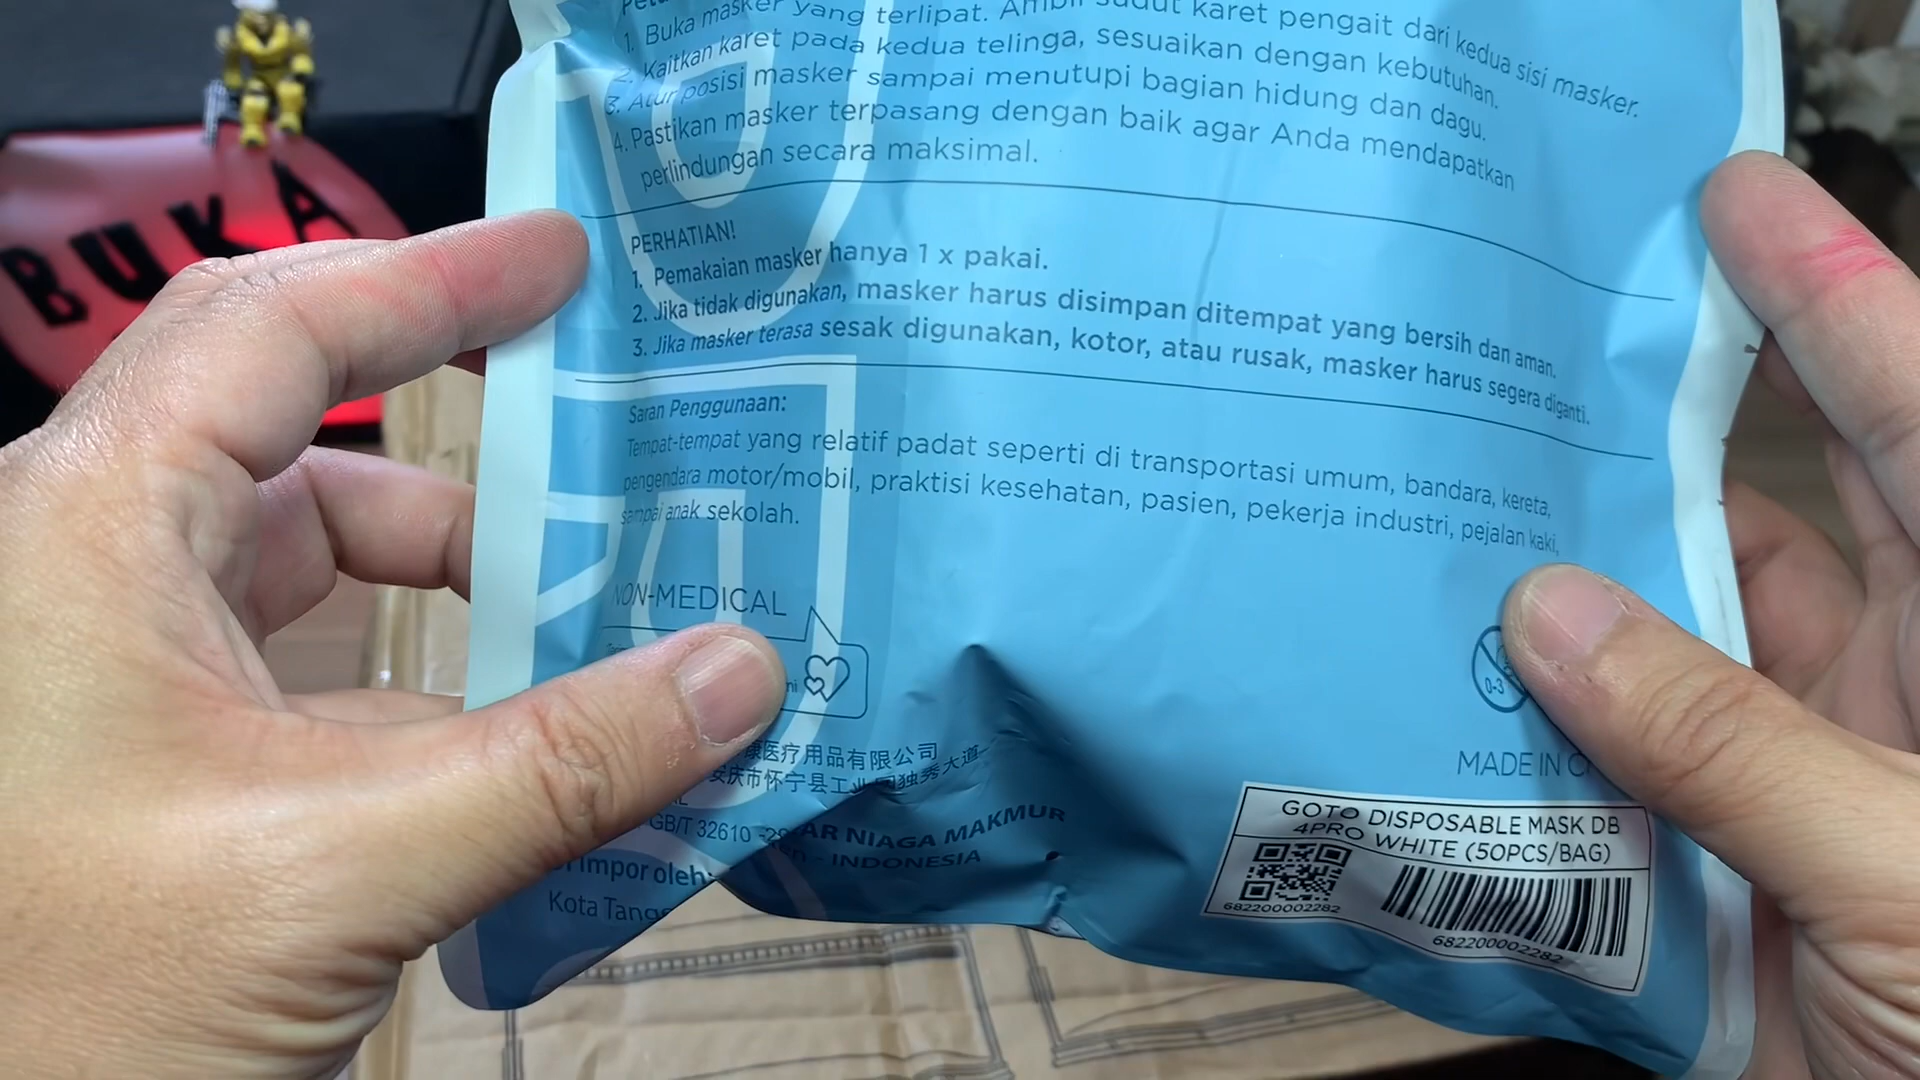 1. Buka masker yang terlipat. Ambil sudut karet pengait dari kedua sisi masker.
2. Kaitkan karet pada kedua telinga, sesuaikan dengan kebutuhan.
3. Atur posisi masker sampai menutupi bagian hidung dan dagu.
4. Pastikan masker terpasang dengan baik agar Anda mendapatkan
perlindungan secara maksimal.
PERHATIAN!
1. Pemakaian masker hanya 1 x pakai.
2. Jika tidak digunakan, masker harus disimpan ditempat yang bersih dan aman.
3. Jika masker terasa sesak digunakan, kotor, atau rusak, masker harus segera diganti.
Saran Penggunaan:
Tempat-tempat yang relatif padat seperti di transportasi umum, bandara, kereta,
pengendara motor/mobil, praktisi kesehatan, pasien, pekerja industri, pejalan kaki,
sampai anak sekolah.
NON-MEDICAL
0-3
康医疗用品有限公司
安庆市怀宁县工业园独秀大道
MADE IN
GB/T 32610
AR NIAGA MAKMUR
Impor oleh:
- INDONESIA
Kota
GOTO DISPOSABLE MASK DB
4PRO WHITE (50PCS/BAG)
682200002282
682200002282
BUKA